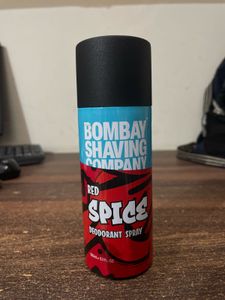 BOMBAY
SHAVING
COMPANY
RED
SPICE
DEODORANT SPRAY